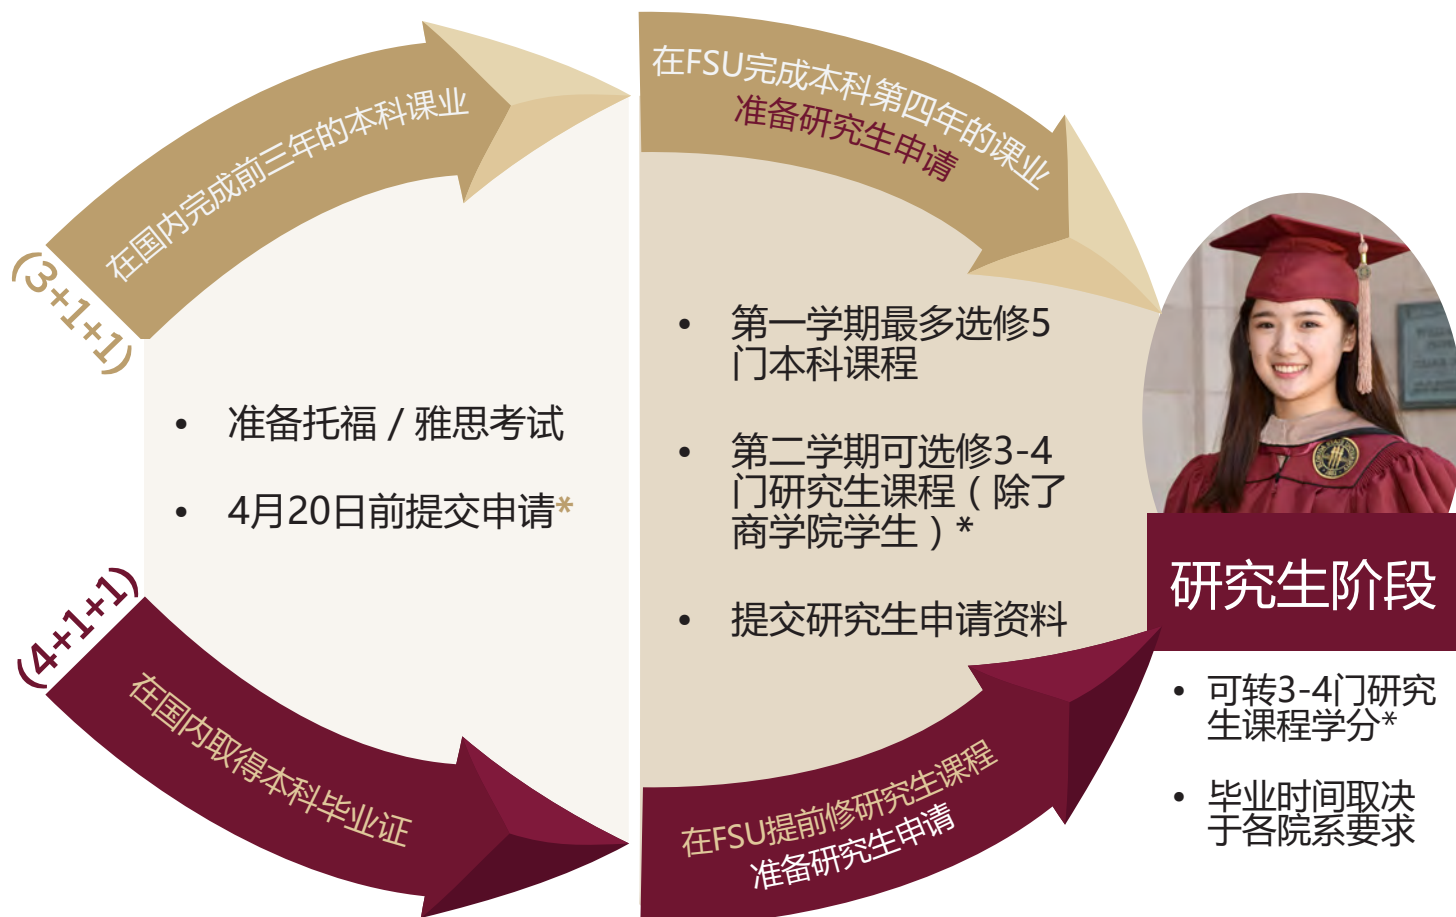 (3+1+1)
在国内完成前三年的本科课业
在FSU完成本科第四年的课业
准备研究生申请
• 准备托福 / 雅思考试
• 4月20日前提交申请*
• 第一学期最多选修5
门本科课程
• 第二学期可选修3-4
门研究生课程（除了
商学院学生）*
• 提交研究生申请资料
(4+1+1)
在国内取得本科毕业证
在FSU提前修研究生课程
准备研究生申请
研究生阶段
• 可转3-4门研究
生课程学分*
• 毕业时间取决
于各院系要求